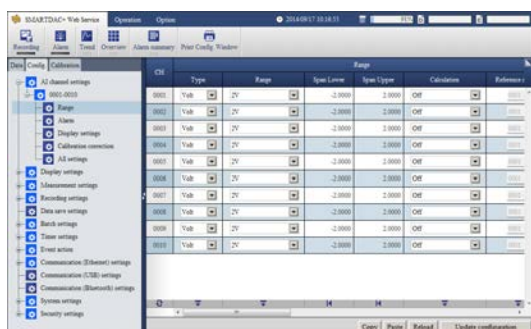 SMARTDAC+ Web Service Operation Option 2014/09/17 10:16:33
Recording Alarm Trend Overview Alarm summary Print Config. Window
Data Config Calibration
AI channel settings
0001-0010
Range
Alarm
Display settings
Calibration correction
All settings
Display settings
Measurement settings
Recording settings
Data save settings
Batch settings
Timer settings
Event action
Communication (Ethernet) settings
Communication (USB) settings
Communication (Bluetooth) settings
System settings
Security settings
Range
CH Type Range Span Lower Span Upper Calculation
0001 Volt 2V -2.0000 2.0000 Off
0002 Volt 2V -2.0000 2.0000 Off
0003 Volt 2V -2.0000 2.0000 Off
0004 Volt 2V -2.0000 2.0000 Off
0005 Volt 2V -2.0000 2.0000 Off
0006 Volt 2V -2.0000 2.0000 Off
0007 Volt 2V -2.0000 2.0000 Off
0008 Volt 2V -2.0000 2.0000 Off
0009 Volt 2V -2.0000 2.0000 Off
0010 Volt 2V -2.0000 2.0000 Off
Copy Paste Reload Update configuration